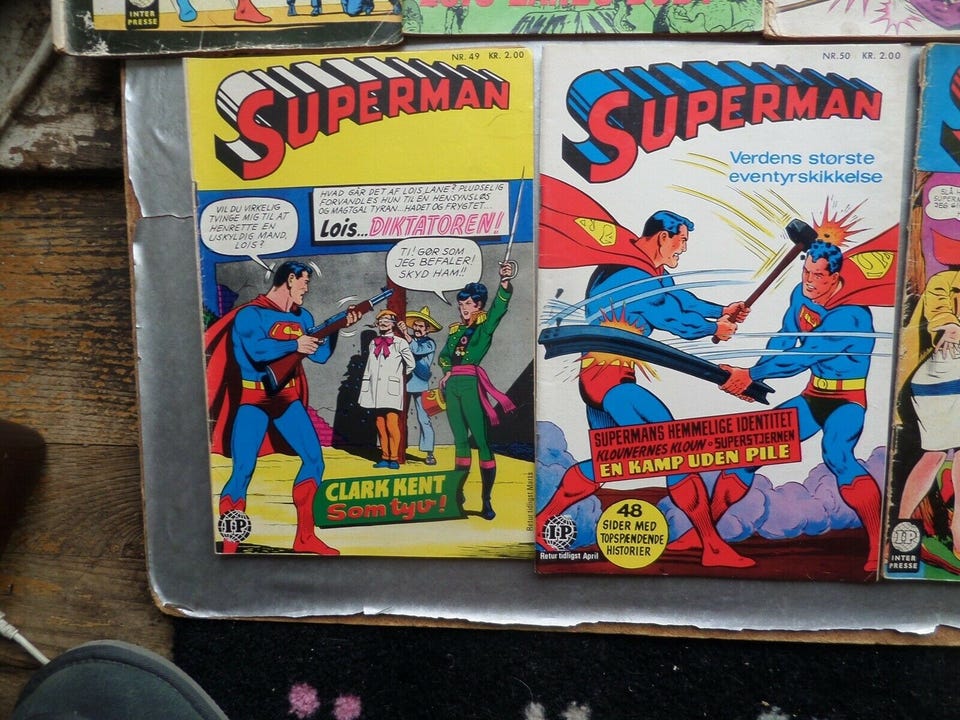 INTER
PRESSE
NR. 49 KR. 2.00
SUPERMAN
HVAD GÅR DET AF LOIS LANE? PLUDSELIG
FORVANDLES HUN TIL EN HENSYNSLØS
OG MAGTGAL TYRAN...HADET OG FRYGTET...
LOIS...DIKTATOREN!
VIL DU VIRKELIG
TVINGE MIG TIL AT
HENRETTE EN
USKYLDIG MAND,
LOIS?
TI! GØR SOM
JEG BEFALER!
SKYD HAM!!
CLARK KENT
Som tyv!
IP
Retur tidligst Marts
NR. 50 KR. 2.00
SUPERMAN
Verdens største
eventyrskikkelse
SUPERMANS HEMMELIGE IDENTITET
KLOUNERNES KLOUN · SUPERSTJERNEN
EN KAMP UDEN PILE
48
SIDER MED
TOPSPÆNDENDE
HISTORIER
IP
Retur tidligst April
IP
INTER
PRESSE